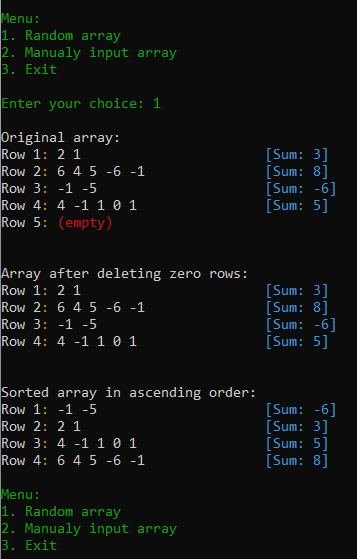 Menu:
1. Random array
2. Manualy input array
3. Exit
Enter your choice: 1
Original array:
Row 1: 2 1 [Sum: 3]
Row 2: 6 4 5 -6 -1 [Sum: 8]
Row 3: -1 -5 [Sum: -6]
Row 4: 4 -1 1 0 1 [Sum: 5]
Row 5: (empty)
Array after deleting zero rows:
Row 1: 2 1 [Sum: 3]
Row 2: 6 4 5 -6 -1 [Sum: 8]
Row 3: -1 -5 [Sum: -6]
Row 4: 4 -1 1 0 1 [Sum: 5]
Sorted array in ascending order:
Row 1: -1 -5 [Sum: -6]
Row 2: 2 1 [Sum: 3]
Row 3: 4 -1 1 0 1 [Sum: 5]
Row 4: 6 4 5 -6 -1 [Sum: 8]
Menu:
1. Random array
2. Manualy input array
3. Exit